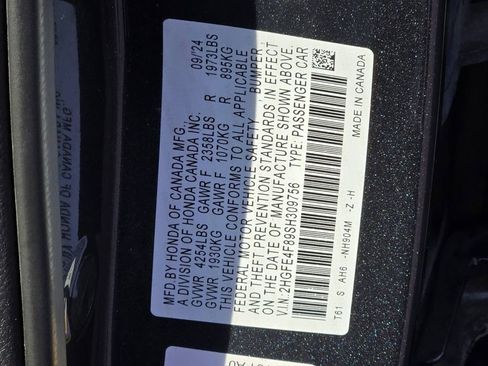 MFD.BY HONDA OF CANADA MFG.,
A DIVISION OF HONDA CANADA INC. 09/24
GVWR 4254LBS GAWR F 2358LBS R 1973LBS
GVWR 1930KG GAWR F 1070KG R 895KG
THIS VEHICLE CONFORMS TO ALL APPLICABLE
FEDERAL MOTOR VEHICLE SAFETY, BUMPER,
AND THEFT PREVENTION STANDARDS IN EFFECT
ON THE DATE OF MANUFACTURE SHOWN ABOVE.
V.I.N:2HGFE4F89SH309756 TYPE:PASSENGER CAR
T61 S AH6 -NH904M -Z -H MADE IN CANADA